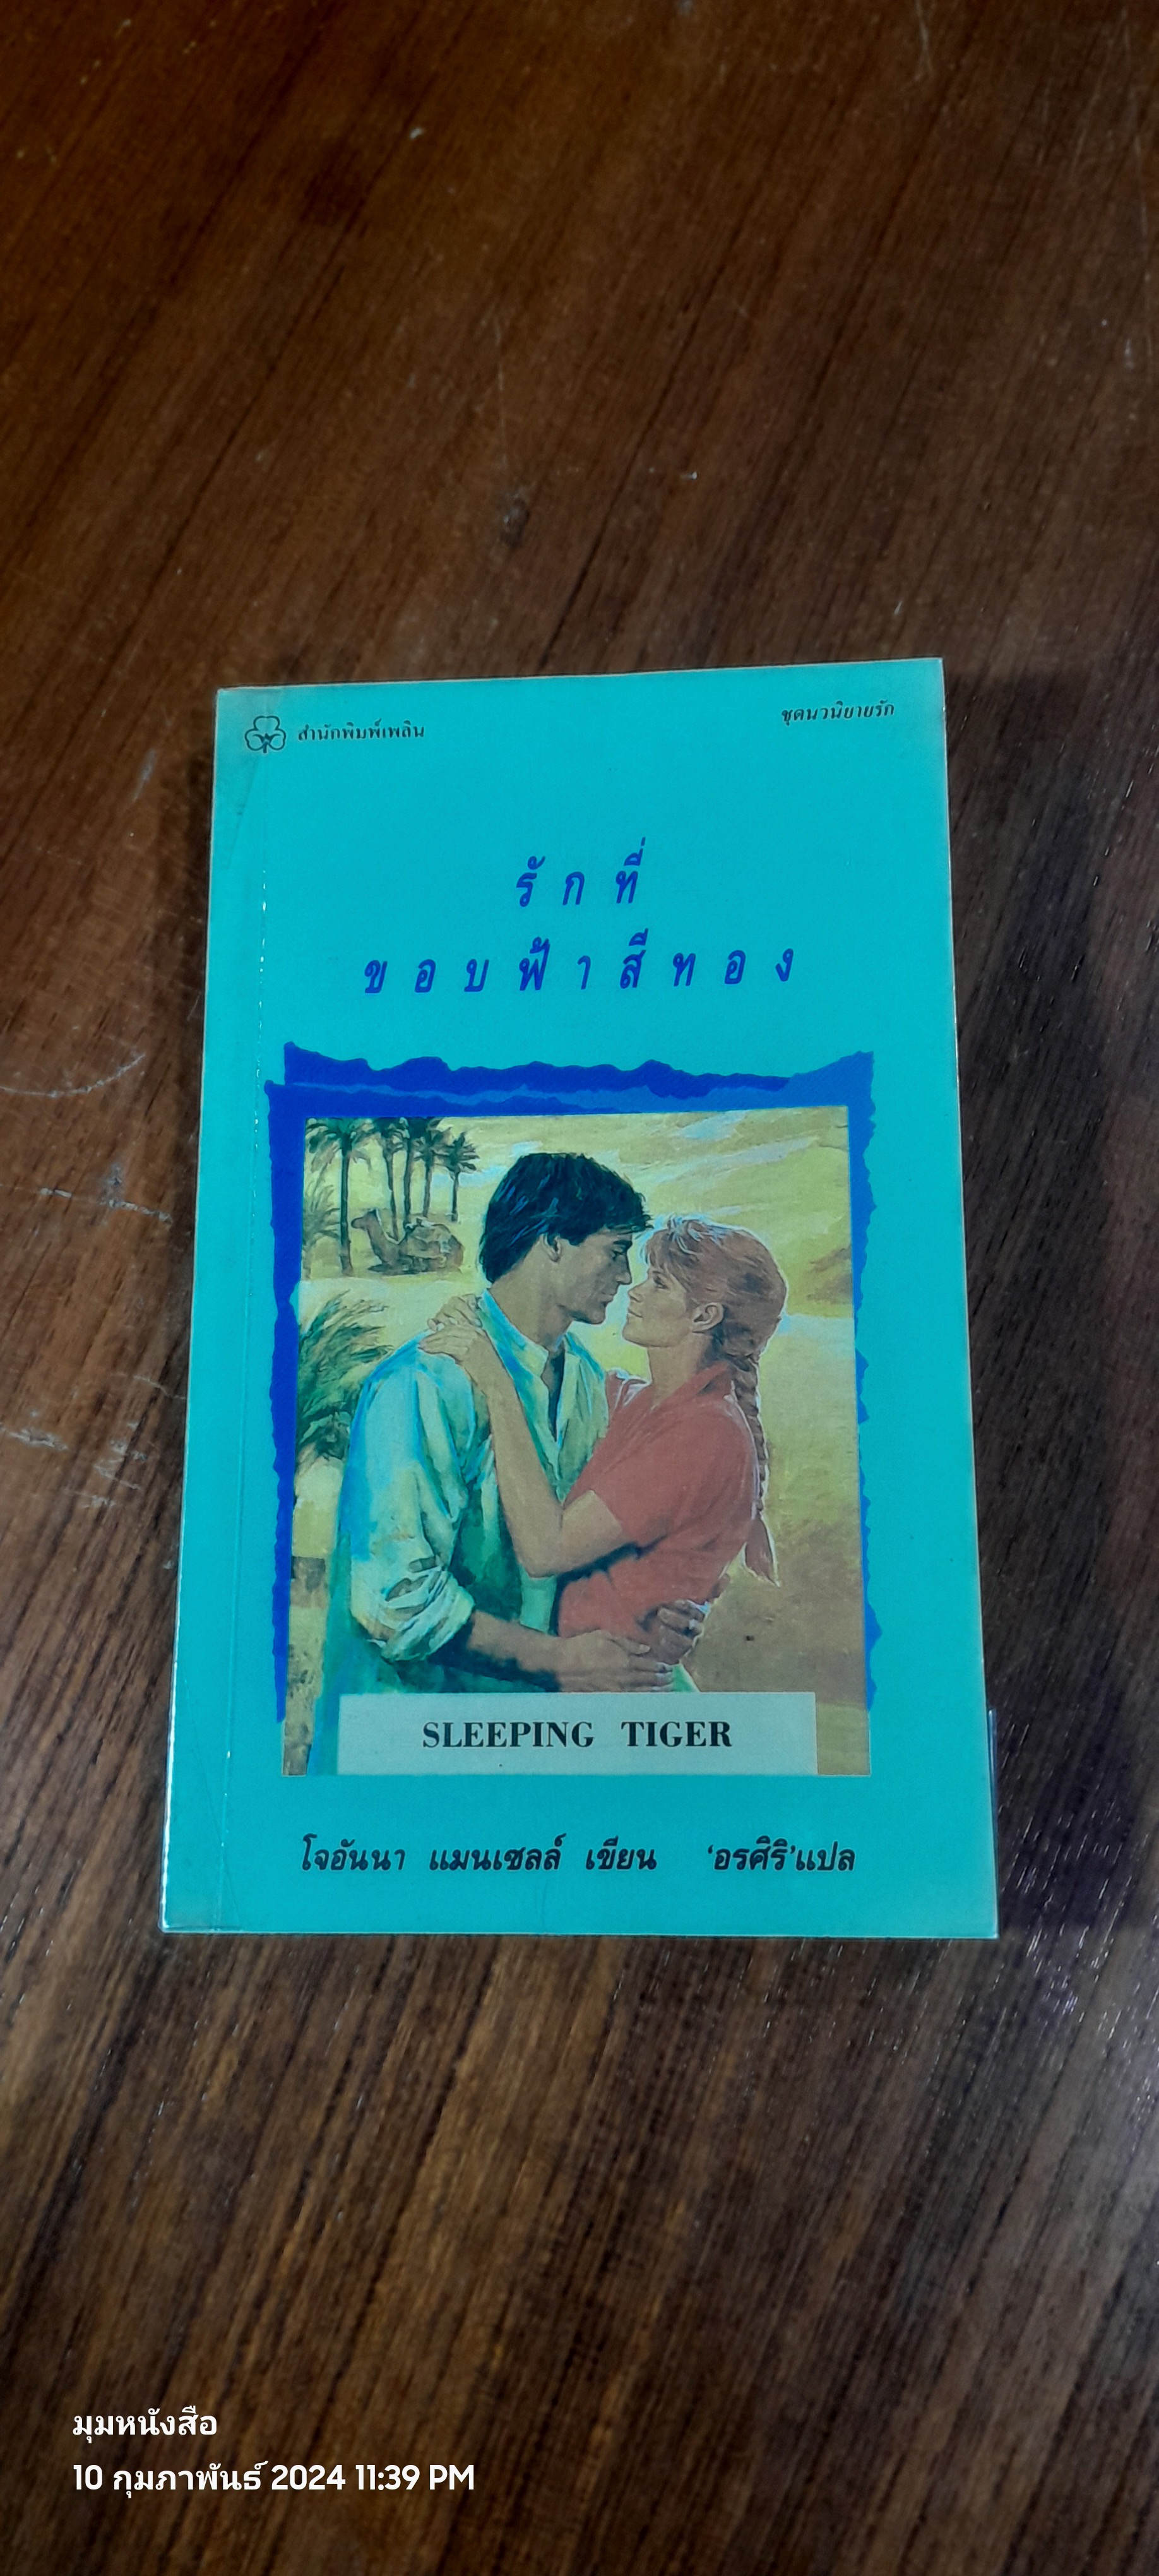 สำนักพิมพ์เพลิน
ชุดนวนิยายรัก
รักที่
ขอบฟ้าสีทอง
SLEEPING TIGER
โจอันนา แมนเซลล์ เขียน ‘อรศิริ’แปล
มุมหนังสือ
10 กุมภาพันธ์ 2024 11:39 PM